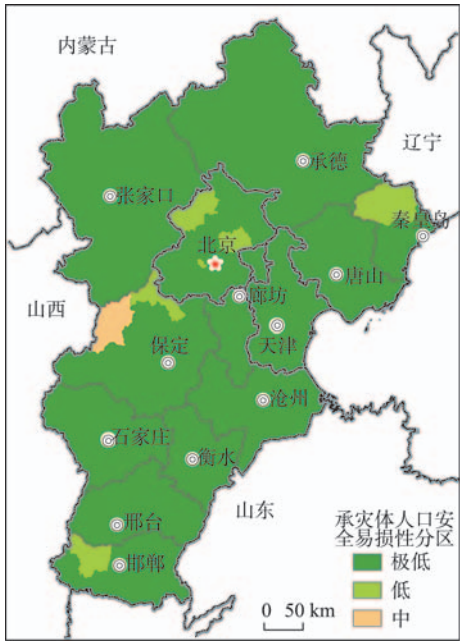 内蒙古
辽宁
承德
张家口
秦皇岛
北京
唐山
廊坊
山西
天津
保定
沧州
石家庄
衡水
山东
邢台
邯郸
承灾体人口安
全易损性分区
极低
低
中
0 50 km